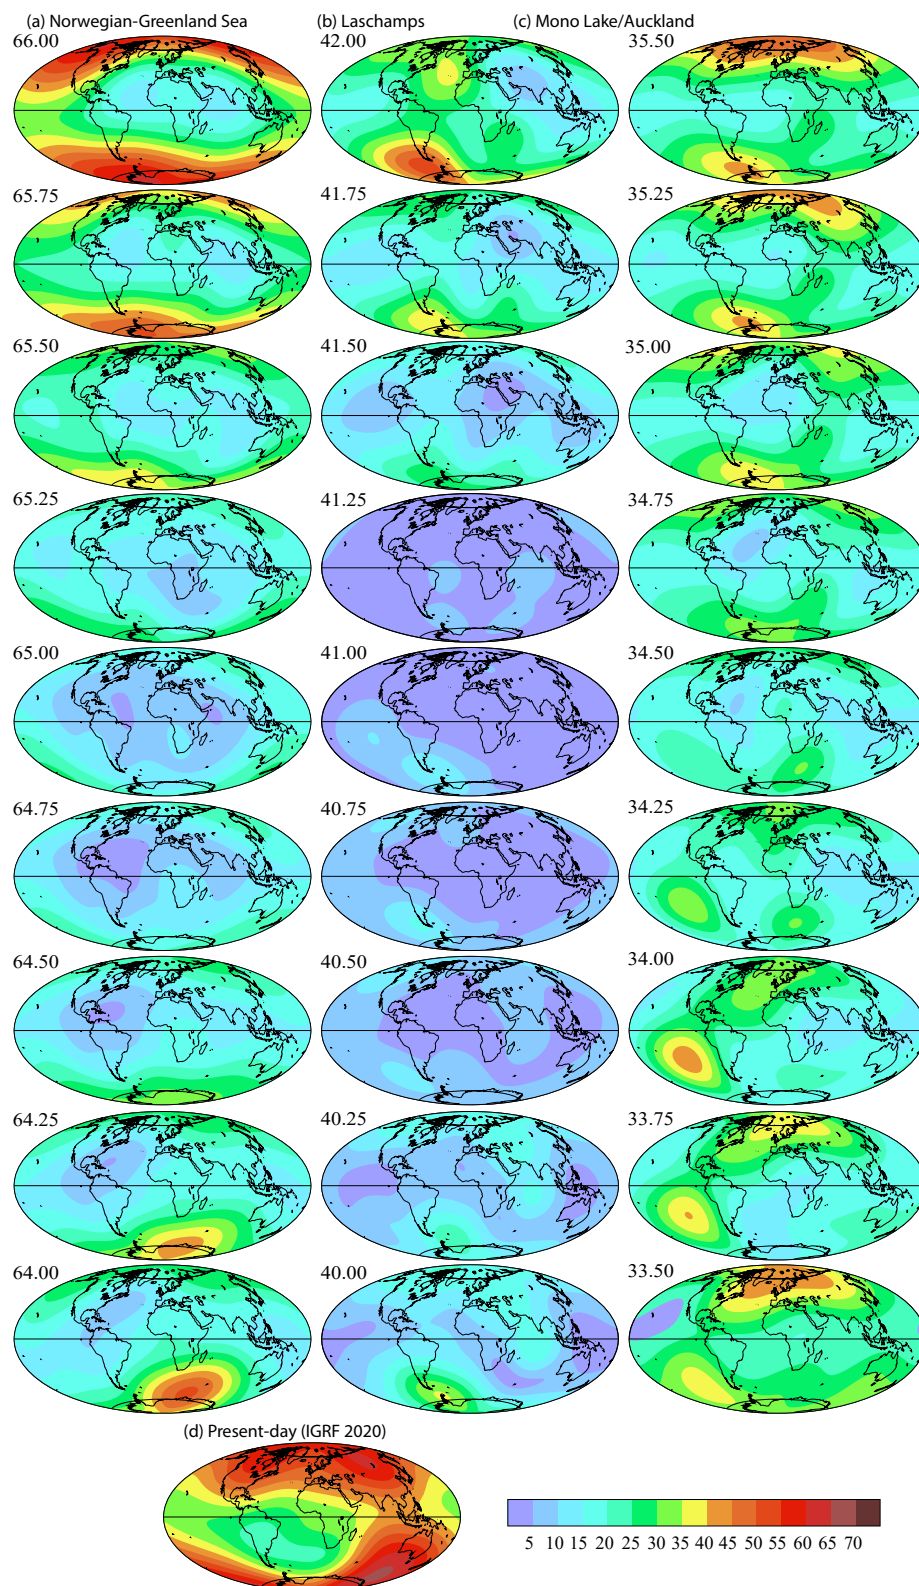 (a) Norwegian-Greenland Sea (b) Laschamps (c) Mono Lake/Auckland
66.00 42.00 35.50
65.75 41.75 35.25
65.50 41.50 35.00
65.25 41.25 34.75
65.00 41.00 34.50
64.75 40.75 34.25
64.50 40.50 34.00
64.25 40.25 33.75
64.00 40.00 33.50
(d) Present-day (IGRF 2020)
5 10 15 20 25 30 35 40 45 50 55 60 65 70